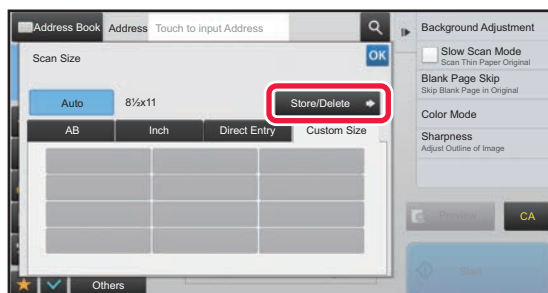 Address Book Address Touch to input Address
Scan Size
OK
Auto 8½x11 Store/Delete
AB Inch Direct Entry Custom Size
Others
Background Adjustment
Slow Scan Mode
Scan Thin Paper Original
Blank Page Skip
Skip Blank Page in Original
Color Mode
Sharpness
Adjust Outline of Image
Preview CA
Start